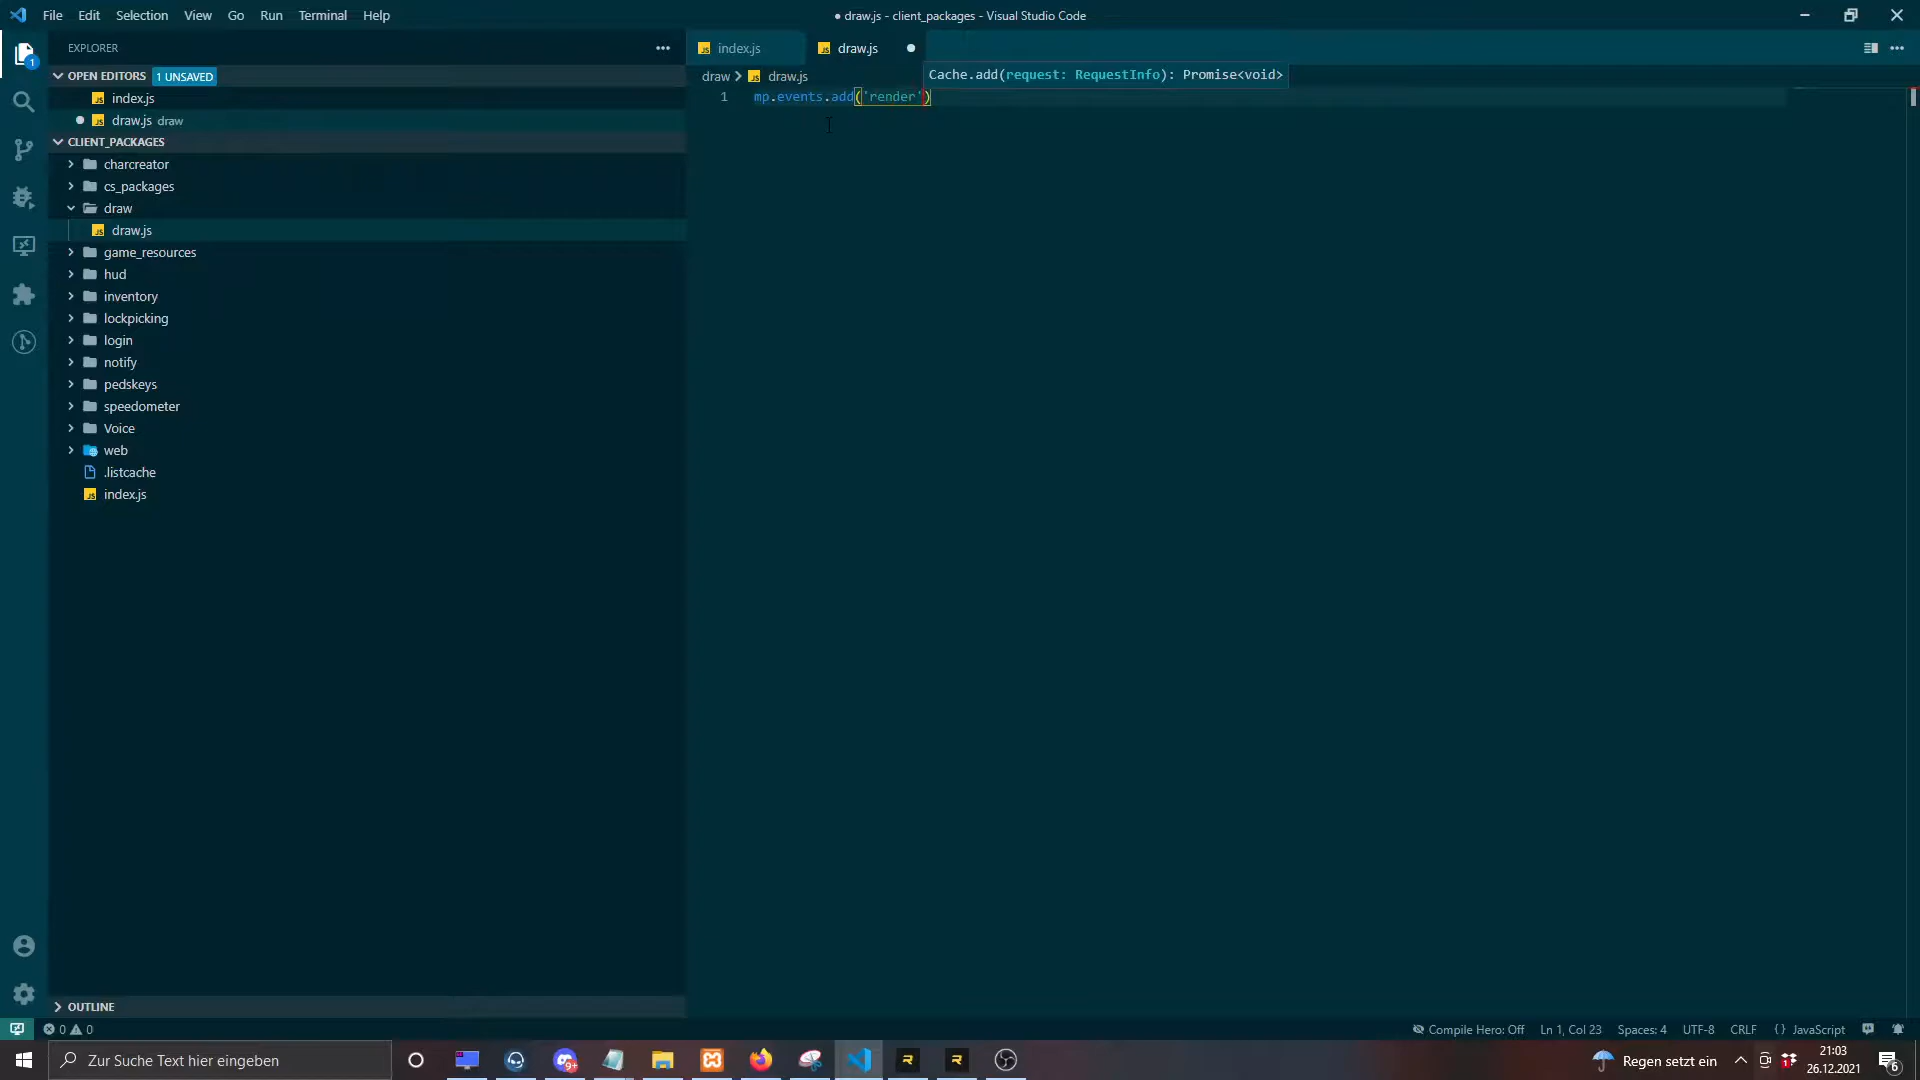 File Edit Selection View Go Run Terminal Help
● draw.js - client_packages - Visual Studio Code
EXPLORER
index.js
draw.js
OPEN EDITORS 1 UNSAVED
draw > draw.js
Cache.add(request: RequestInfo): Promise<void>
1 mp.events.add('render')
index.js
draw.js draw
CLIENT_PACKAGES
charcreator
cs_packages
draw
draw.js
game_resources
hud
inventory
lockpicking
login
notify
pedskeys
speedometer
Voice
web
.listcache
index.js
OUTLINE
0 0
Compile Hero: Off Ln 1, Col 23 Spaces: 4 UTF-8 CRLF {} JavaScript
Zur Suche Text hier eingeben
Regen setzt ein
21:03
26.12.2021
1
9+
1
6